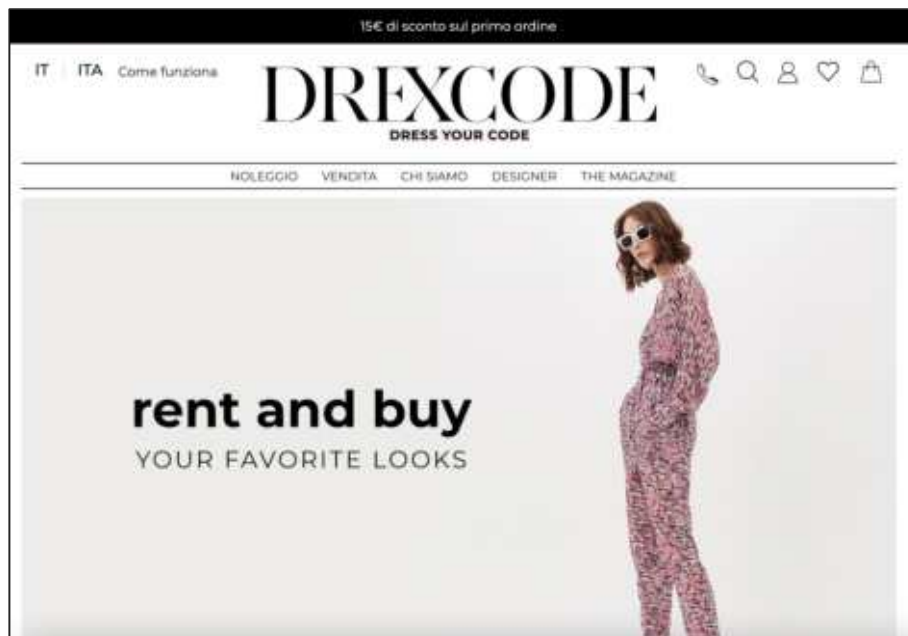 15€ di sconto sul primo ordine
IT | ITA Come funziona
DREXCODE
DRESS YOUR CODE
NOLEGGIO VENDITA CHI SIAMO DESIGNER THE MAGAZINE
rent and buy
YOUR FAVORITE LOOKS